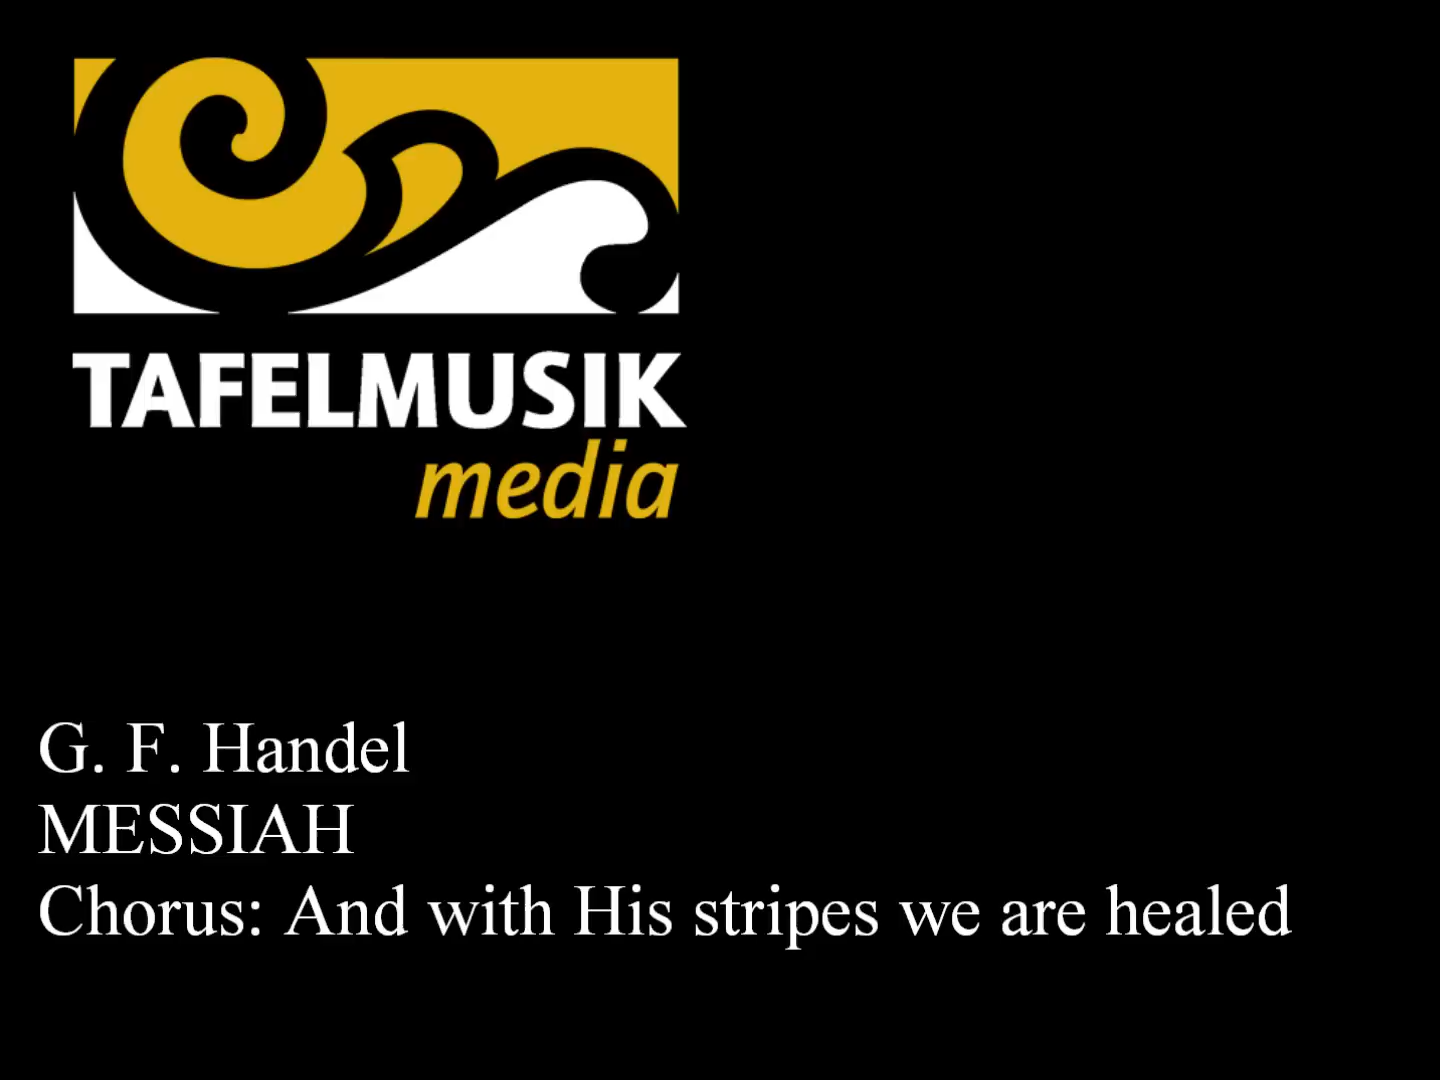 TAFELMUSIK
media
G. F. Handel
MESSIAH
Chorus: And with His stripes we are healed